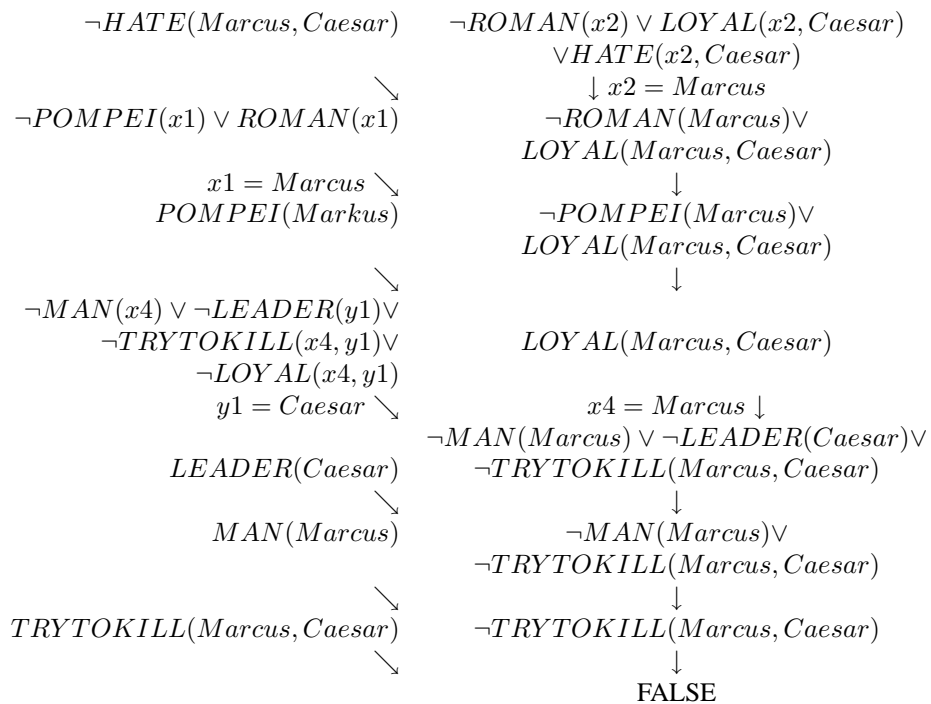 ¬HATE(Marcus, Caesar) ¬ROMAN(x2) ∨ LOYAL(x2, Caesar)
∨HATE(x2, Caesar)
↘ ↓ x2 = Marcus
¬POMPEI(x1) ∨ ROMAN(x1) ¬ROMAN(Marcus)∨
LOYAL(Marcus, Caesar)
x1 = Marcus ↘ ↓
POMPEI(Markus) ¬POMPEI(Marcus)∨
LOYAL(Marcus, Caesar)
↘ ↓
¬MAN(x4) ∨ ¬LEADER(y1)∨
¬TRYTOKILL(x4, y1)∨ LOYAL(Marcus, Caesar)
¬LOYAL(x4, y1)
y1 = Caesar ↘ x4 = Marcus ↓
¬MAN(Marcus) ∨ ¬LEADER(Caesar)∨
LEADER(Caesar) ¬TRYTOKILL(Marcus, Caesar)
↘ ↓
MAN(Marcus) ¬MAN(Marcus)∨
¬TRYTOKILL(Marcus, Caesar)
↘ ↓
TRYTOKILL(Marcus, Caesar) ¬TRYTOKILL(Marcus, Caesar)
↘ ↓
FALSE